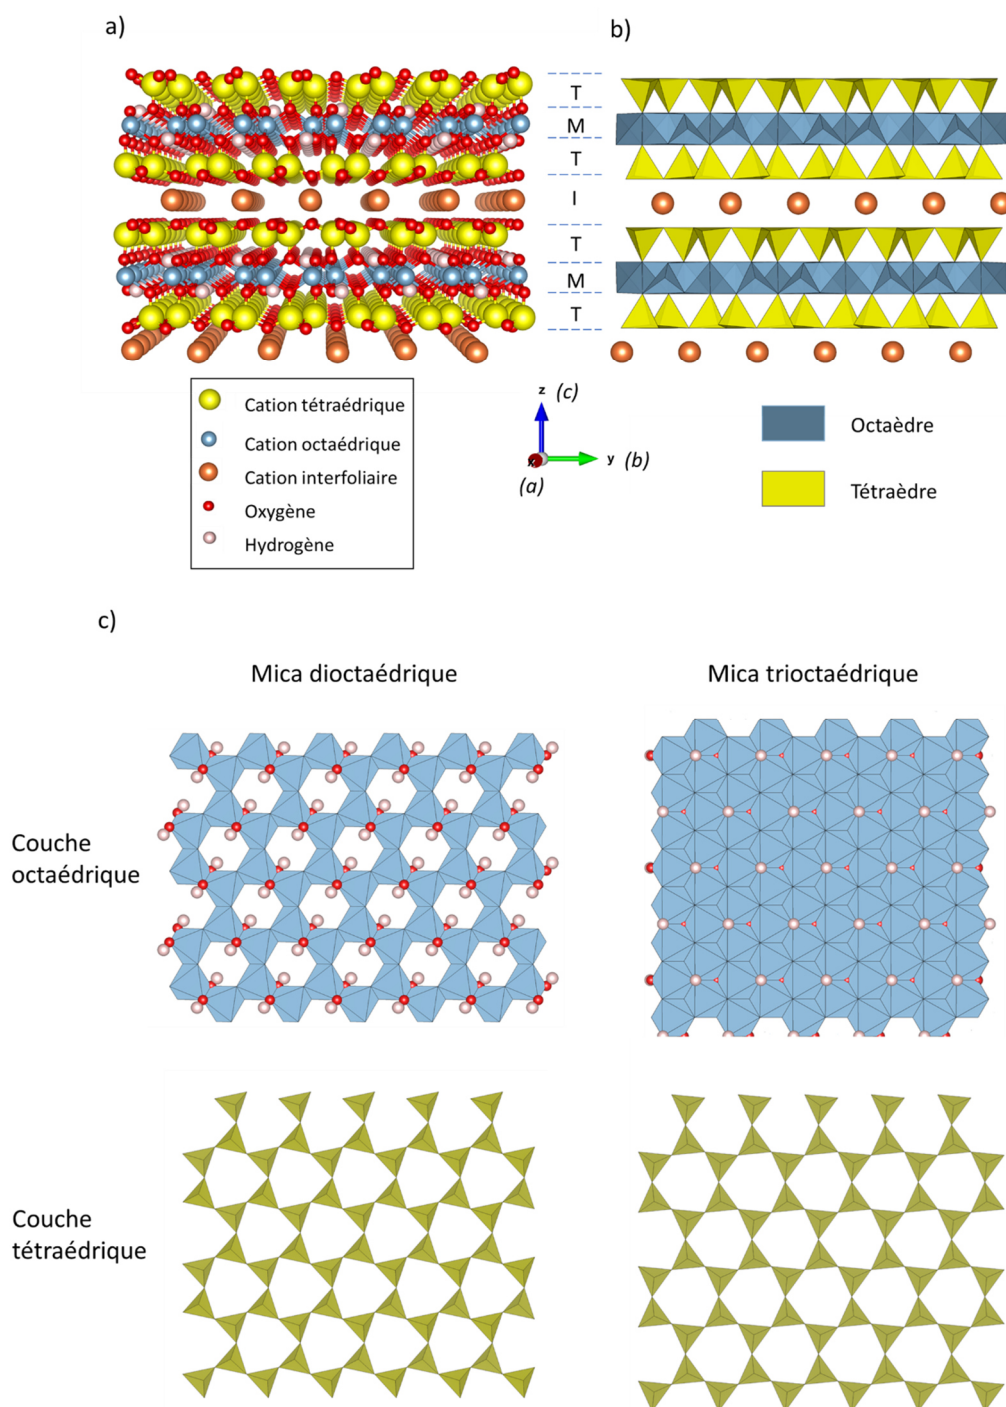 a)
b)
T
M
T
I
T
M
T
Cation tétraédrique
Cation octaédrique
Cation interfoliaire
Oxygène
Hydrogène
z (c)
y (b)
x
(a)
Octaèdre
Tétraèdre
c)
Mica dioctaédrique
Mica trioctaédrique
Couche
octaédrique
Couche
tétraédrique